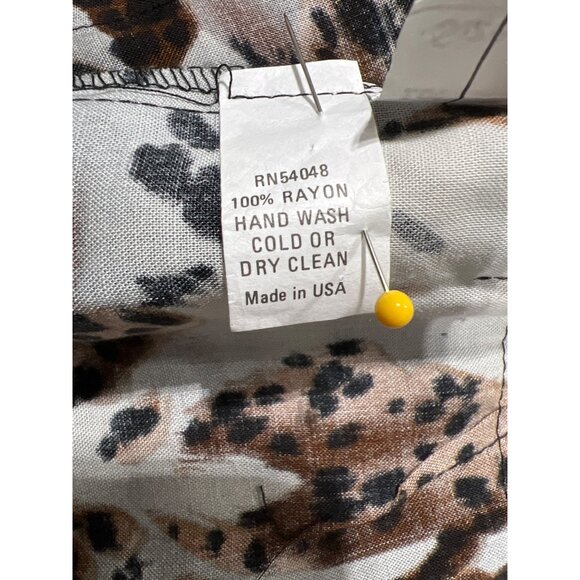 RN54048
100% RAYON
HAND WASH
COLD OR
DRY CLEAN
Made in USA